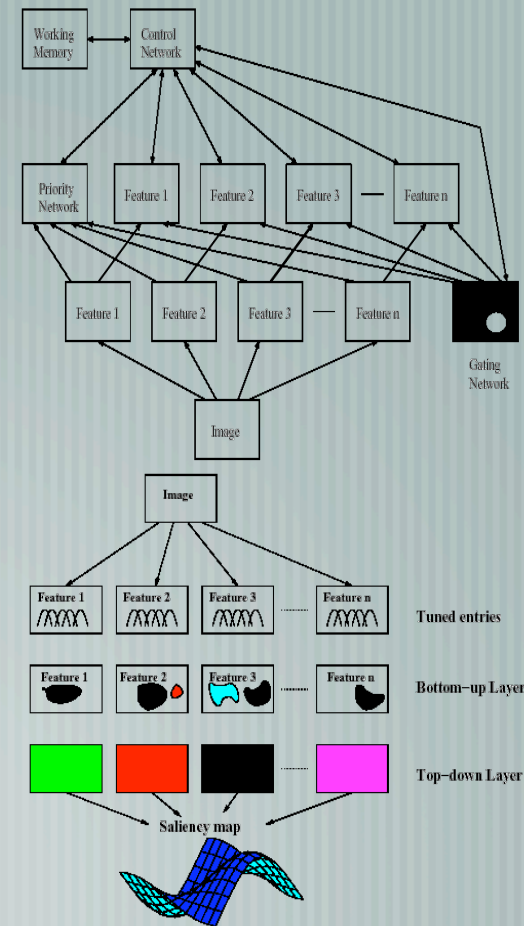 Working
Memory
Control
Network
Priority
Network
Feature 1
Feature 2
Feature 3
Feature n
Feature 1
Feature 2
Feature 3
Feature n
Gating
Network
Image
Image
Feature 1
Feature 2
Feature 3
Feature n
Tuned entries
Feature 1
Feature 2
Feature 3
Feature n
Bottom-up Layer
Top-down Layer
Saliency map